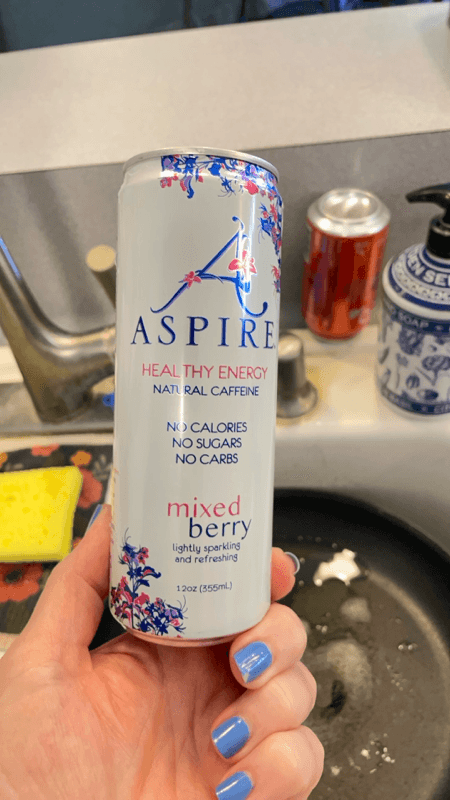 A
ASPIRE
HEALTHY ENERGY
NATURAL CAFFEINE
NO CALORIES
NO SUGARS
NO CARBS
mixed
berry
lightly sparkling
and refreshing
12oz (355mL)
SOAP